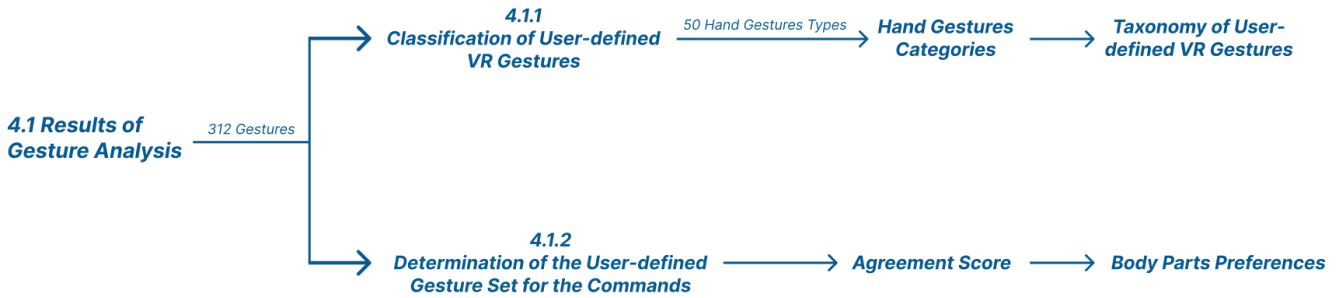 4.1 Results of
Gesture Analysis
312 Gestures
4.1.1
Classification of User-defined
VR Gestures
50 Hand Gestures Types
Hand Gestures
Categories
Taxonomy of User-
defined VR Gestures
4.1.2
Determination of the User-defined
Gesture Set for the Commands
Agreement Score
Body Parts Preferences